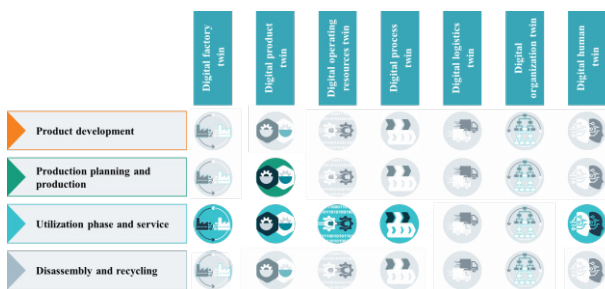 Digital factory
twin
Digital product
twin
Digital operating
resources twin
Digital process
twin
Digital logistics
twin
Digital
organization twin
Digital human
twin
Product development
Production planning and
production
Utilization phase and service
Disassembly and recycling